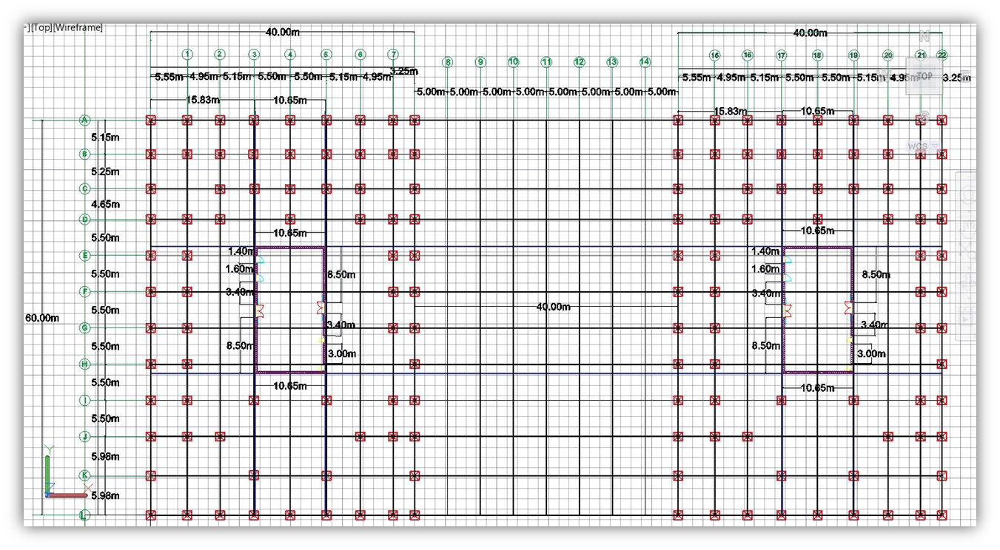 -][Top][Wireframe]
40.00m 40.00m
N
1 2 3 4 5 6 7 8 9 10 11 12 13 14 16 16 17 18 19 20 21 22
3.25m
5.55m 4.95m 5.15m 5.50m 5.50m 5.15m 4.95m 5.55m 4.95m 5.15m 5.50m 5.50m 5.15m 4.95m TOP 3.25m E
5.00m 5.00m 5.00m 5.00m 5.00m 5.00m 5.00m 5.00m
15.83m 10.65m 15.83m 10.65m
A
S
5.15m
WCS
B
5.25m
C
4.65m
D
10.65m 10.65m
5.50m
E 1.40m 1.40m
1.60m 1.60m
5.50m 8.50m 8.50m
F 3.40m 3.40m
40.00m
5.50m
60.00m
G 3.40m 3.40m
5.50m 8.50m 8.50m
3.00m 3.00m
H
5.50m 10.65m 10.65m
I
5.50m
J
Y
5.98m
K
Z X 5.98m
L